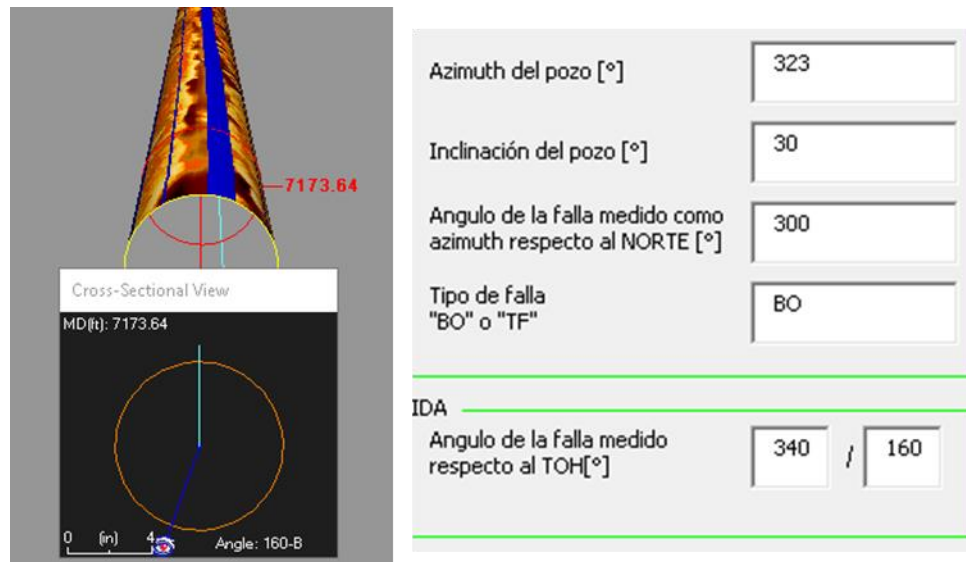 7173.64
Cross-Sectional View
MD(ft): 7173.64
0 (in) 4
Angle: 160-B
Azimuth del pozo [°]
323
Inclinación del pozo [°]
30
Angulo de la falla medido como
azimuth respecto al NORTE [°]
300
Tipo de falla
"BO" o "TF"
BO
IDA
Angulo de la falla medido
respecto al TOH[°]
340 / 160